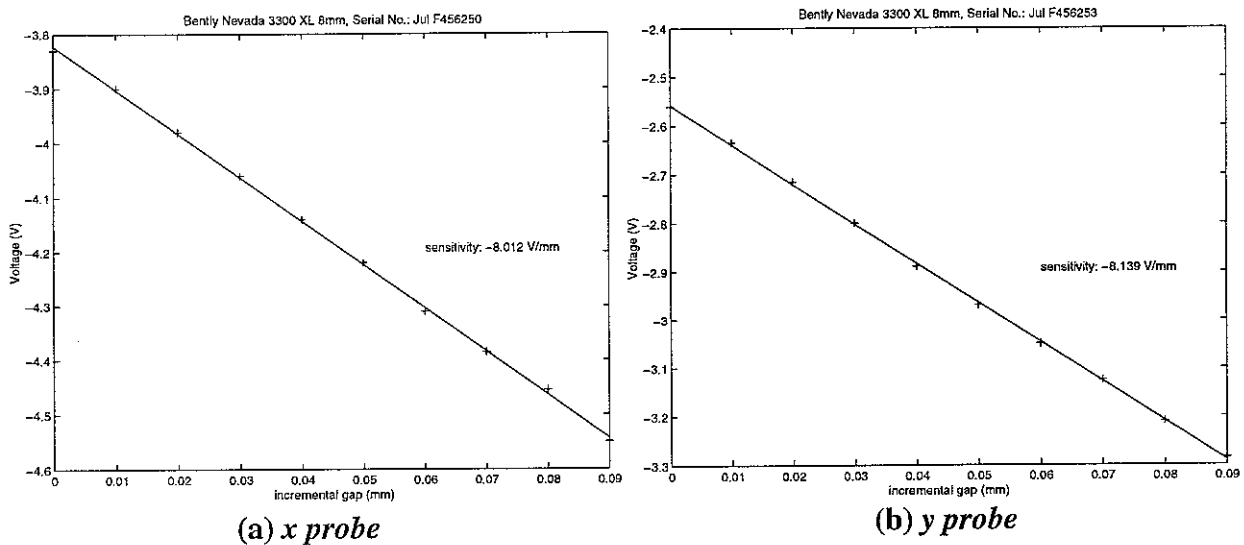 Bently Nevada 3300 XL 8mm, Serial No.: Jul F456250
−3.8
−3.9
−4
−4.1
−4.2
−4.3
−4.4
−4.5
−4.6
Voltage (V)
sensitivity: −8.012 V/mm
0 0.01 0.02 0.03 0.04 0.05 0.06 0.07 0.08 0.09
incremental gap (mm)
(a) x probe
Bently Nevada 3300 XL 8mm, Serial No.: Jul F456253
−2.4
−2.5
−2.6
−2.7
−2.8
−2.9
−3
−3.1
−3.2
−3.3
Voltage (V)
sensitivity: −8.139 V/mm
0 0.01 0.02 0.03 0.04 0.05 0.06 0.07 0.08 0.09
incremental gap (mm)
(b) y probe